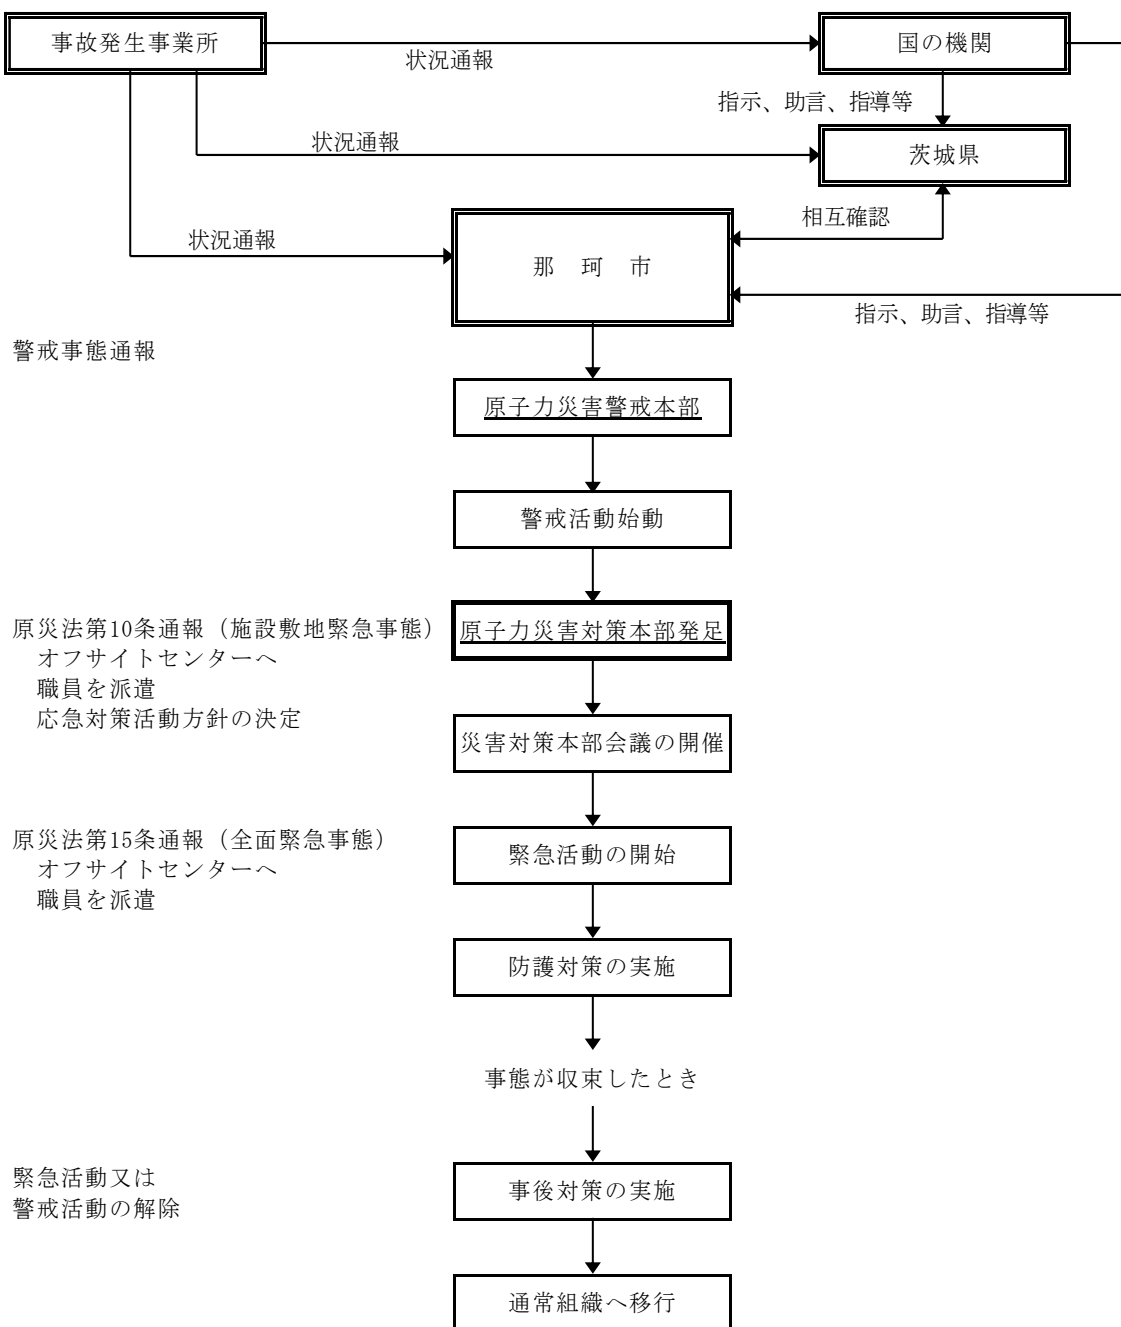 事故発生事業所
国の機関
状況通報
指示、助言、指導等
状況通報
茨城県
相互確認
状況通報
那 珂 市
指示、助言、指導等
警戒事態通報
原子力災害警戒本部
警戒活動始動
原災法第10条通報（施設敷地緊急事態）
オフサイトセンターへ
職員を派遣
応急対策活動方針の決定
原子力災害対策本部発足
災害対策本部会議の開催
原災法第15条通報（全面緊急事態）
オフサイトセンターへ
職員を派遣
緊急活動の開始
防護対策の実施
事態が収束したとき
緊急活動又は
警戒活動の解除
事後対策の実施
通常組織へ移行